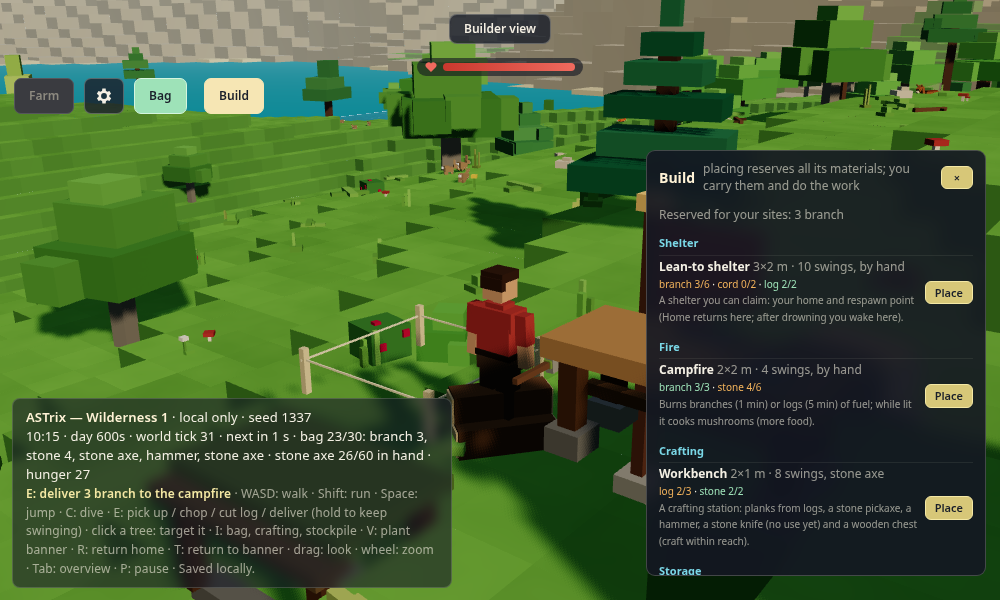 Builder view
Farm
Bag
Build
Build placing reserves all its materials; you
carry them and do the work
×
Reserved for your sites: 3 branch
Shelter
Lean-to shelter 3×2 m · 10 swings, by hand
branch 3/6 · cord 0/2 · log 2/2
A shelter you can claim: your home and respawn point
(Home returns here; after drowning you wake here).
Place
Fire
Campfire 2×2 m · 4 swings, by hand
branch 3/3 · stone 4/6
Burns branches (1 min) or logs (5 min) of fuel; while lit
it cooks mushrooms (more food).
Place
Crafting
Workbench 2×1 m · 8 swings, stone axe
log 2/3 · stone 2/2
A crafting station: planks from logs, a stone pickaxe, a
hammer, a stone knife (no use yet) and a wooden chest
(craft within reach).
Place
Storage
ASTrix — Wilderness 1 · local only · seed 1337
10:15 · day 600s · world tick 31 · next in 1 s · bag 23/30: branch 3,
stone 4, stone axe, hammer, stone axe · stone axe 26/60 in hand ·
hunger 27
E: deliver 3 branch to the campfire · WASD: walk · Shift: run · Space:
jump · C: dive · E: pick up / chop / cut log / deliver (hold to keep
swinging) · click a tree: target it · I: bag, crafting, stockpile · V: plant
banner · R: return home · T: return to banner · drag: look · wheel: zoom
· Tab: overview · P: pause · Saved locally.